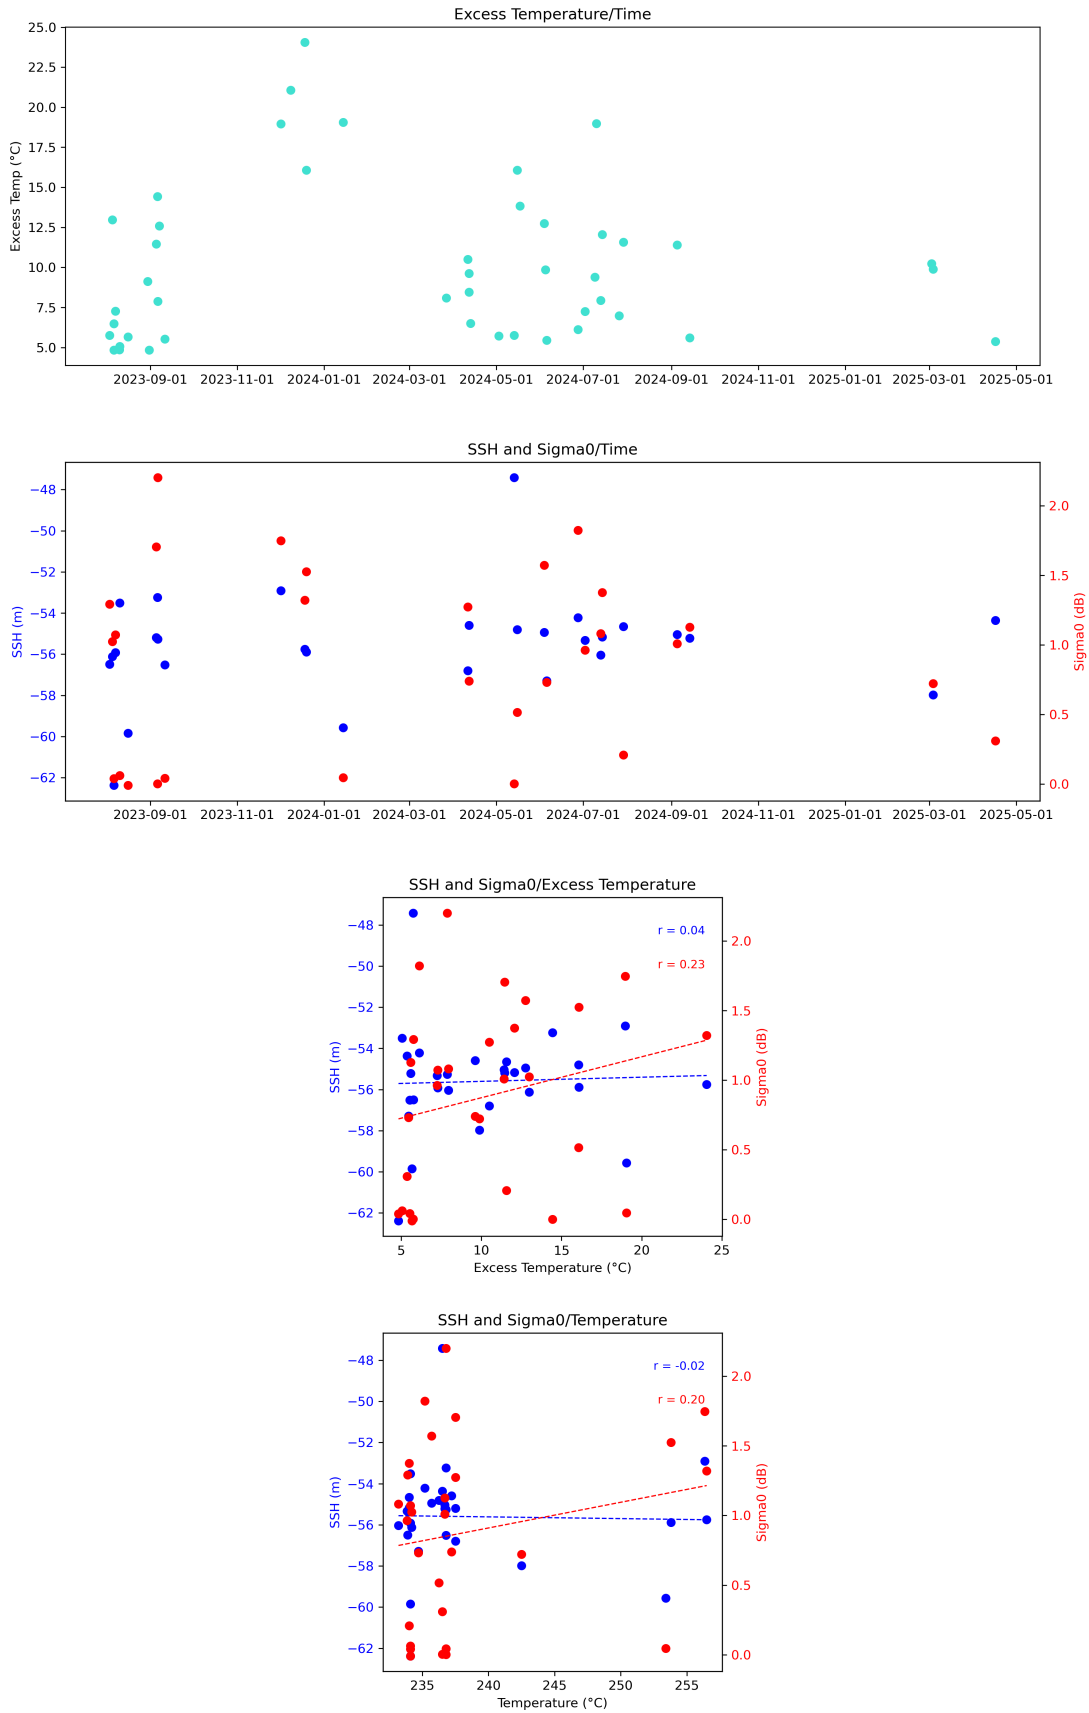 Excess Temperature/Time
Excess Temp (°C)
25.0
22.5
20.0
17.5
15.0
12.5
10.0
7.5
5.0
2023-09-01 2023-11-01 2024-01-01 2024-03-01 2024-05-01 2024-07-01 2024-09-01 2024-11-01 2025-01-01 2025-03-01 2025-05-01
SSH and Sigma0/Time
SSH (m)
−48
−50
−52
−54
−56
−58
−60
−62
2.0
1.5
1.0
0.5
0.0
Sigma0 (dB)
2023-09-01 2023-11-01 2024-01-01 2024-03-01 2024-05-01 2024-07-01 2024-09-01 2024-11-01 2025-01-01 2025-03-01 2025-05-01
SSH and Sigma0/Excess Temperature
SSH (m)
−48
−50
−52
−54
−56
−58
−60
−62
r = 0.04
r = 0.23
2.0
1.5
1.0
0.5
0.0
Sigma0 (dB)
5 10 15 20 25
Excess Temperature (°C)
SSH and Sigma0/Temperature
SSH (m)
−48
−50
−52
−54
−56
−58
−60
−62
r = -0.02
r = 0.20
2.0
1.5
1.0
0.5
0.0
Sigma0 (dB)
235 240 245 250 255
Temperature (°C)